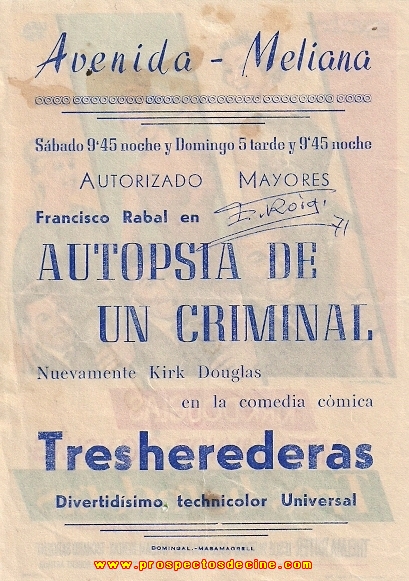 Avenida - Meliana
Sábado 9'45 noche y Domingo 5 tarde y 9'45 noche
AUTORIZADO MAYORES
Francisco Rabal en
F. Roig
71
AUTOPSIA DE
UN CRIMINAL
Nuevamente Kirk Douglas
en la comedia cómica
Tresherederas
Divertidísimo, technicolor Universal
DOMINGAL.-MASAMAGRELL
www.prospectosdecine.com